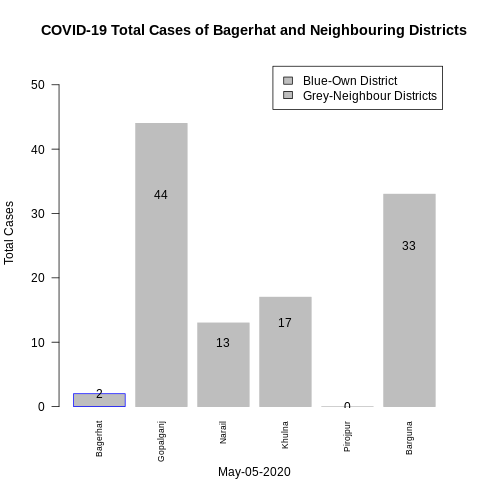 COVID-19 Total Cases of Bagerhat and Neighbouring Districts
Blue-Own District
Grey-Neighbour Districts
Total Cases
50
40
30
20
10
0
2
44
13
17
0
33
Bagerhat
Gopalganj
Narail
Khulna
Pirojpur
Barguna
May-05-2020